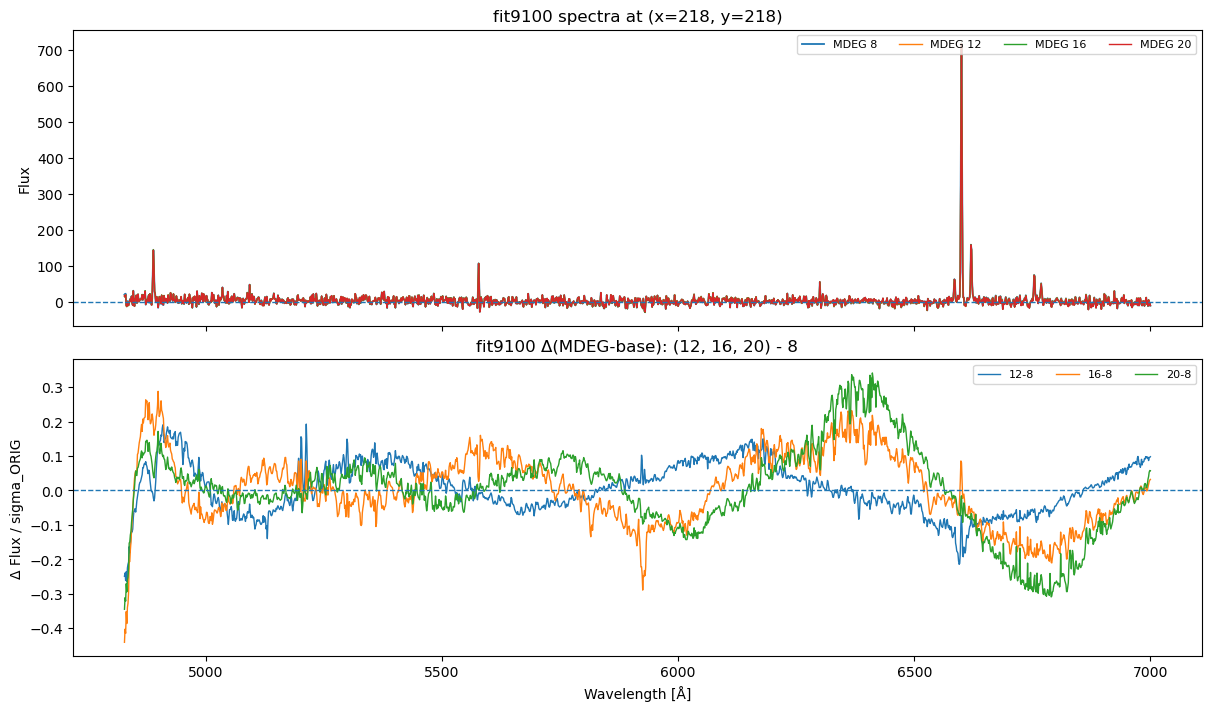 fit9100 spectra at (x=218, y=218)
MDEG 8 MDEG 12 MDEG 16 MDEG 20
Flux
700
600
500
400
300
200
100
0
fit9100 Δ(MDEG-base): (12, 16, 20) - 8
12-8 16-8 20-8
Δ Flux / sigma_ORIG
0.3
0.2
0.1
0.0
−0.1
−0.2
−0.3
−0.4
5000 5500 6000 6500 7000
Wavelength [Å]